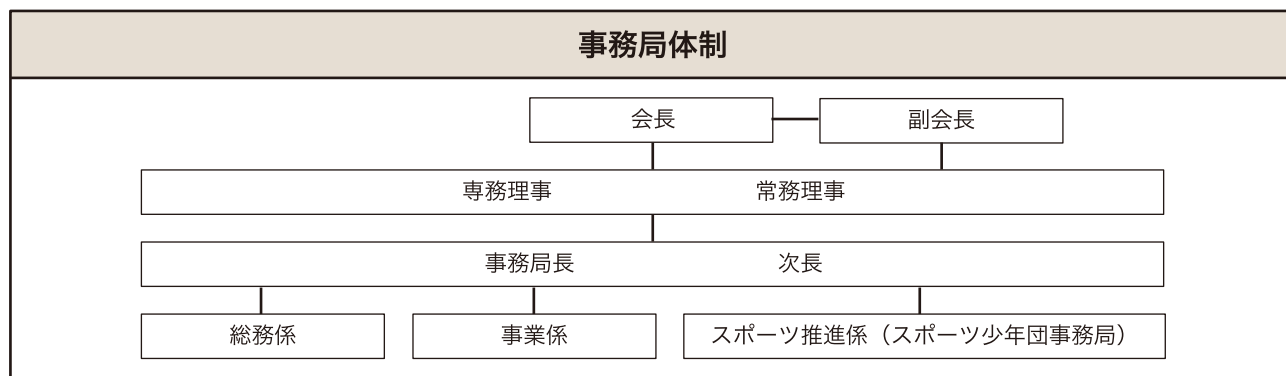 事務局体制
会長 副会長
専務理事 常務理事
事務局長 次長
総務係 事業係 スポーツ推進係（スポーツ少年団事務局）